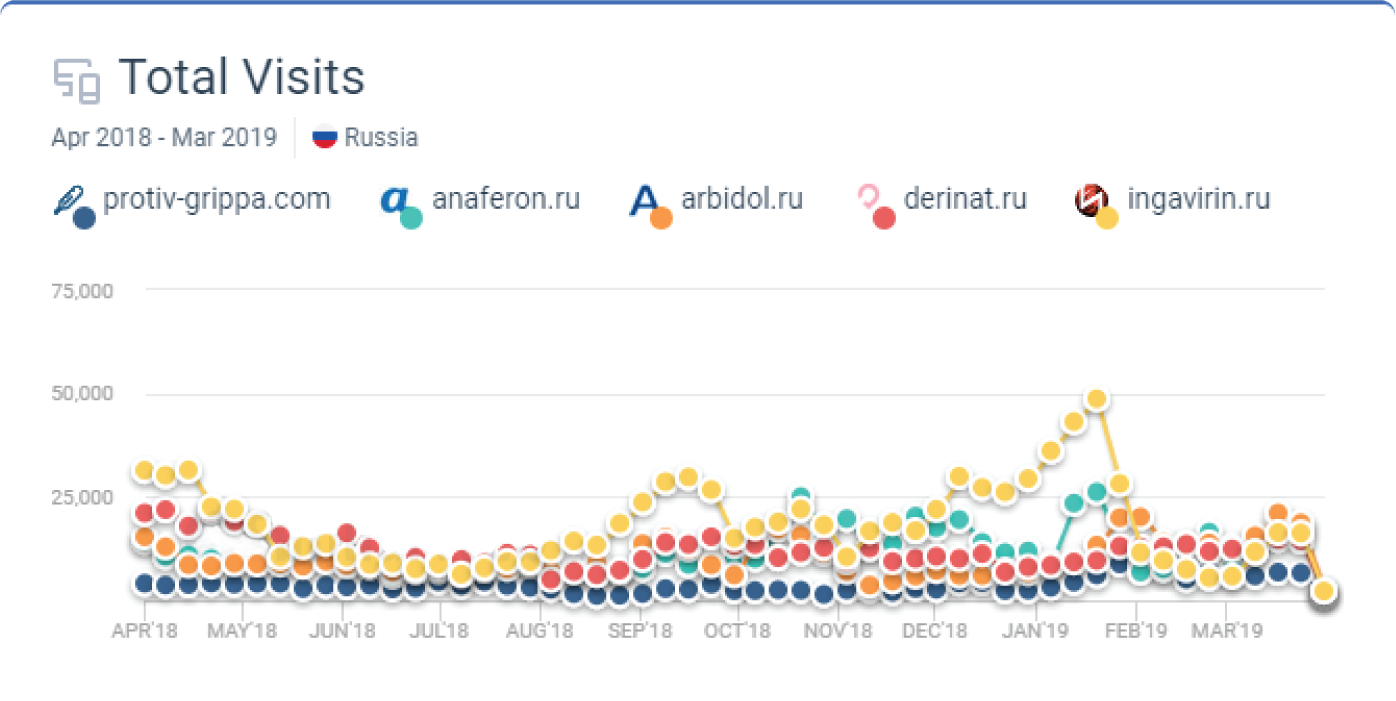 Total Visits
Apr 2018 - Mar 2019 Russia
protiv-grippa.com anaferon.ru arbidol.ru derinat.ru ingavirin.ru
75,000
50,000
25,000
APR'18 MAY'18 JUN'18 JUL'18 AUG'18 SEP'18 OCT'18 NOV'18 DEC'18 JAN'19 FEB'19 MAR'19